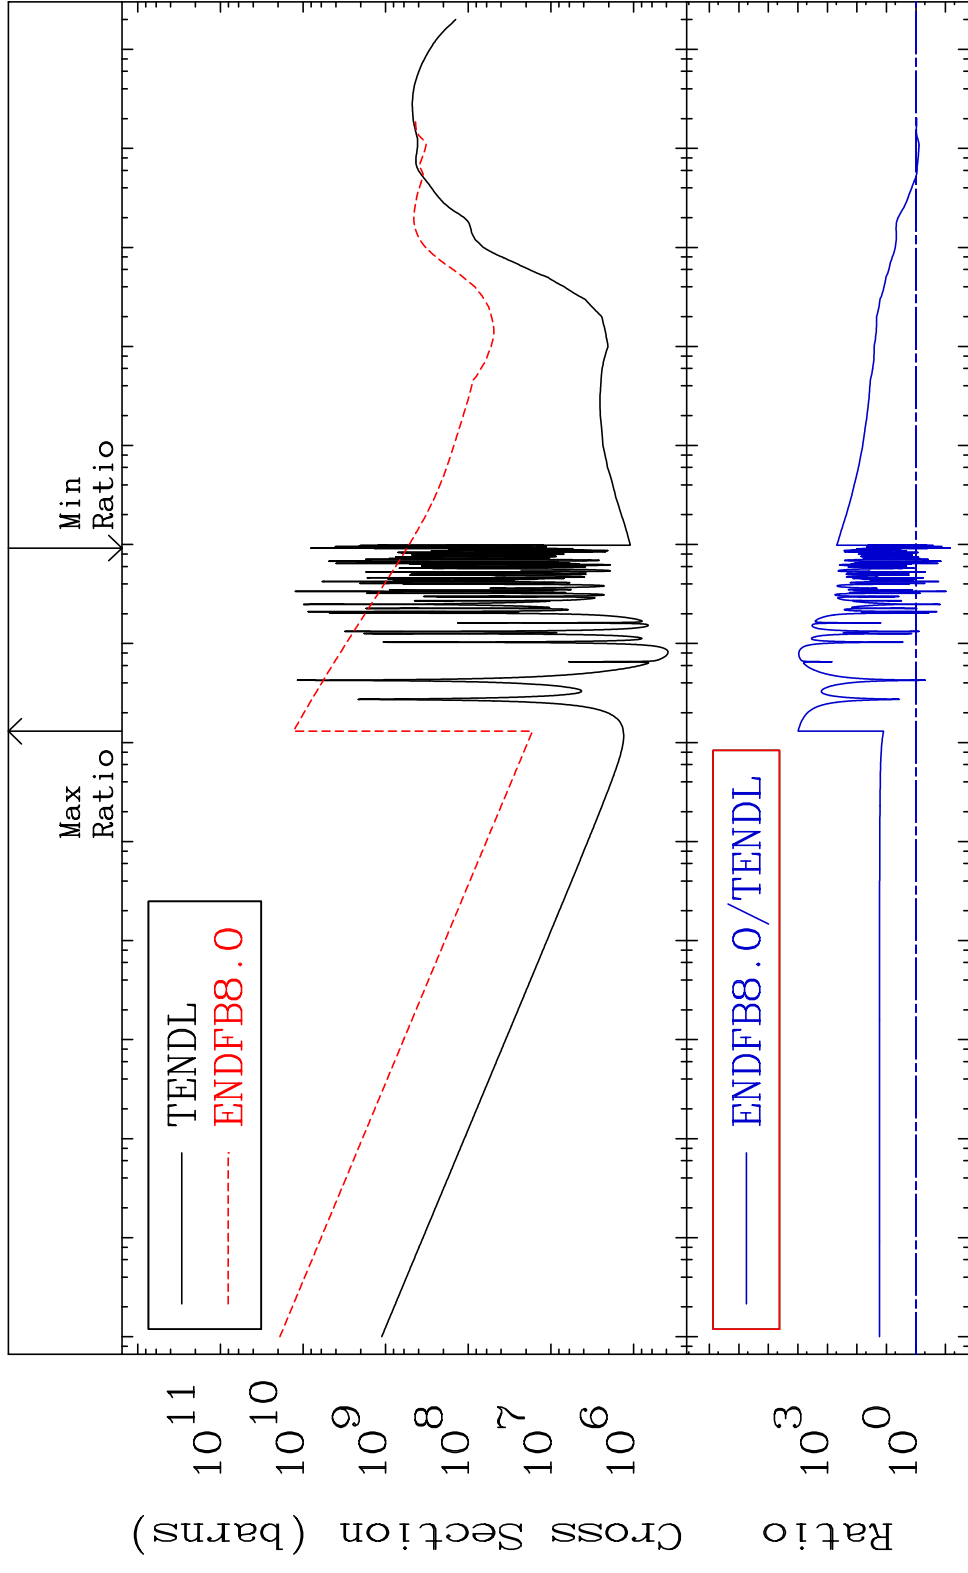 Max
Ratio
Min
Ratio
TENDL
ENDFB8.0
10 11
10 10
10 9
10 8
10 7
10 6
Cross Section (barns)
ENDFB8.0/TENDL
10 3
10 0
Ratio